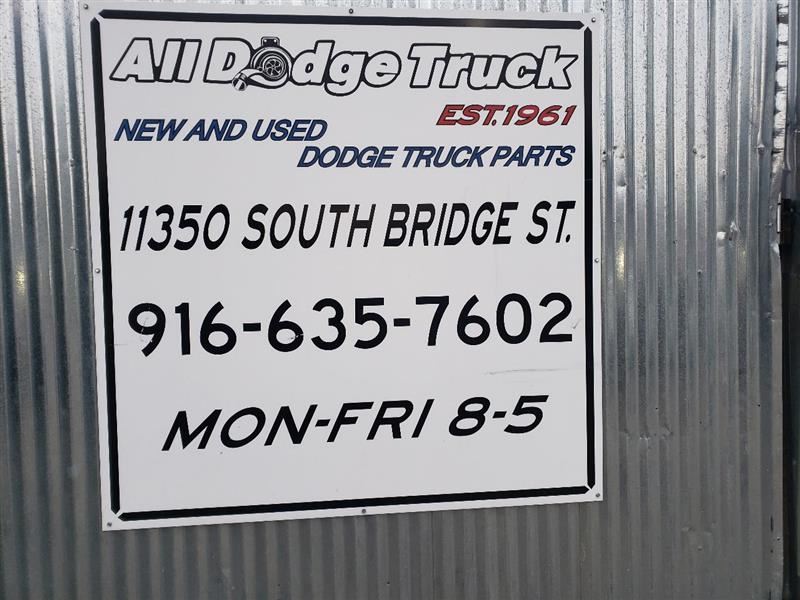 All Dodge Truck
EST.1961
NEW AND USED
DODGE TRUCK PARTS
11350 SOUTH BRIDGE ST.
916-635-7602
MON-FRI 8-5